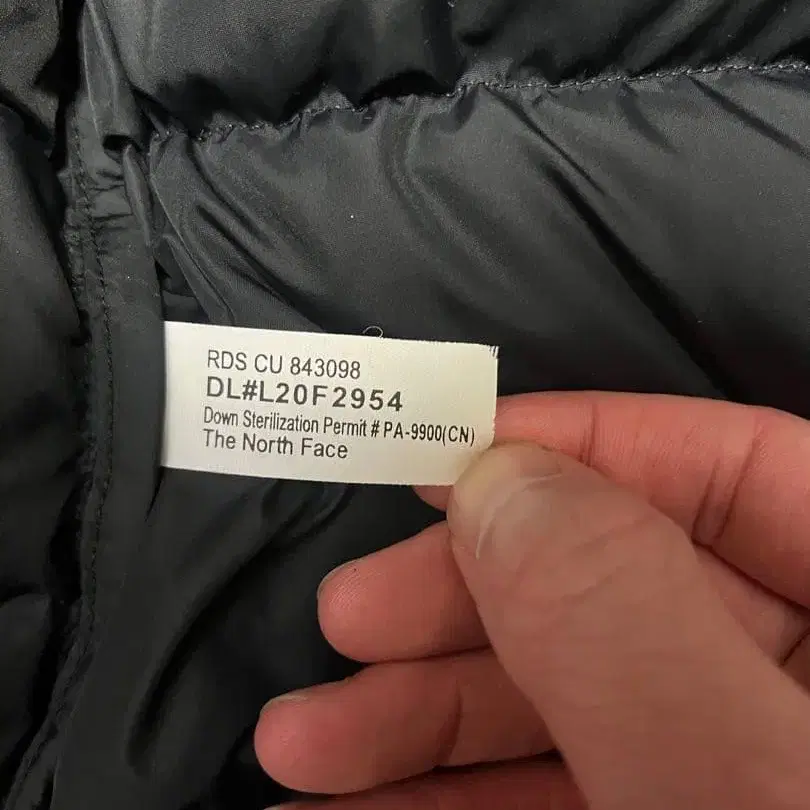 RDS CU 843098
DL#L20F2954
Down Sterilization Permit # PA-9900(CN)
The North Face